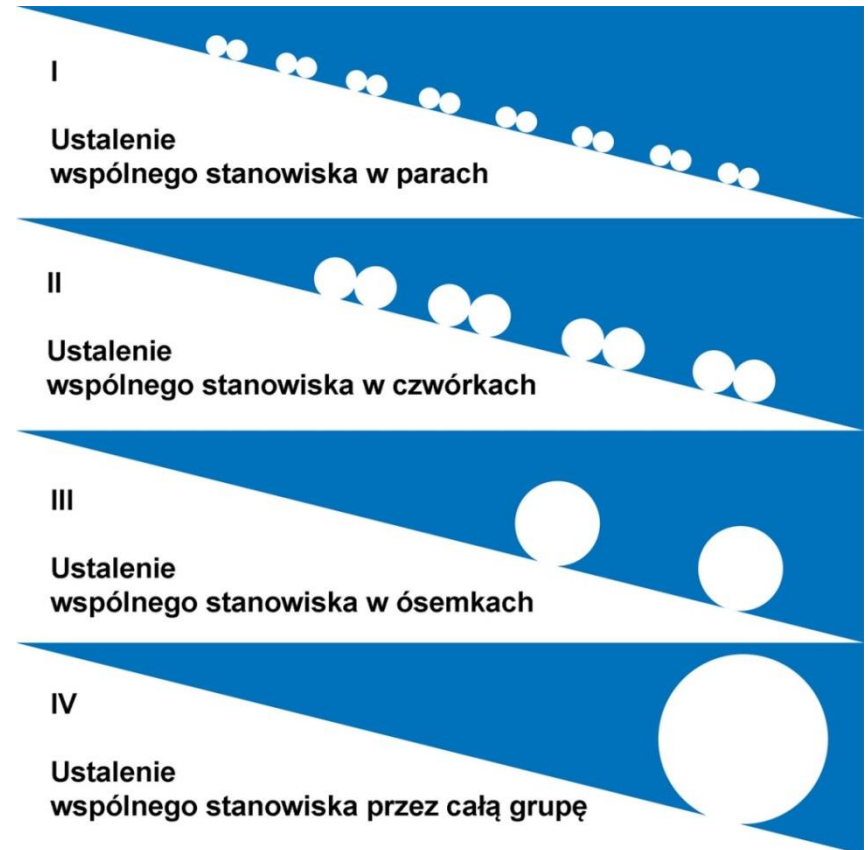 I
Ustalenie
wspólnego stanowiska w parach
II
Ustalenie
wspólnego stanowiska w czwórkach
III
Ustalenie
wspólnego stanowiska w ósemkach
IV
Ustalenie
wspólnego stanowiska przez całą grupę